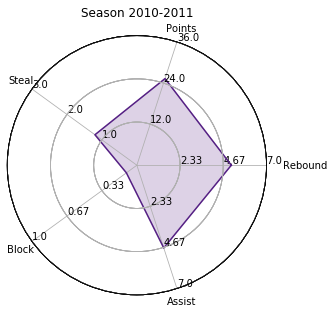 Season 2010-2011
Points
36.0
Steal
3.0
24.0
2.0
12.0
1.0
2.33
4.67
7.0
Rebound
0.33
2.33
0.67
1.0
Block
4.67
7.0
Assist